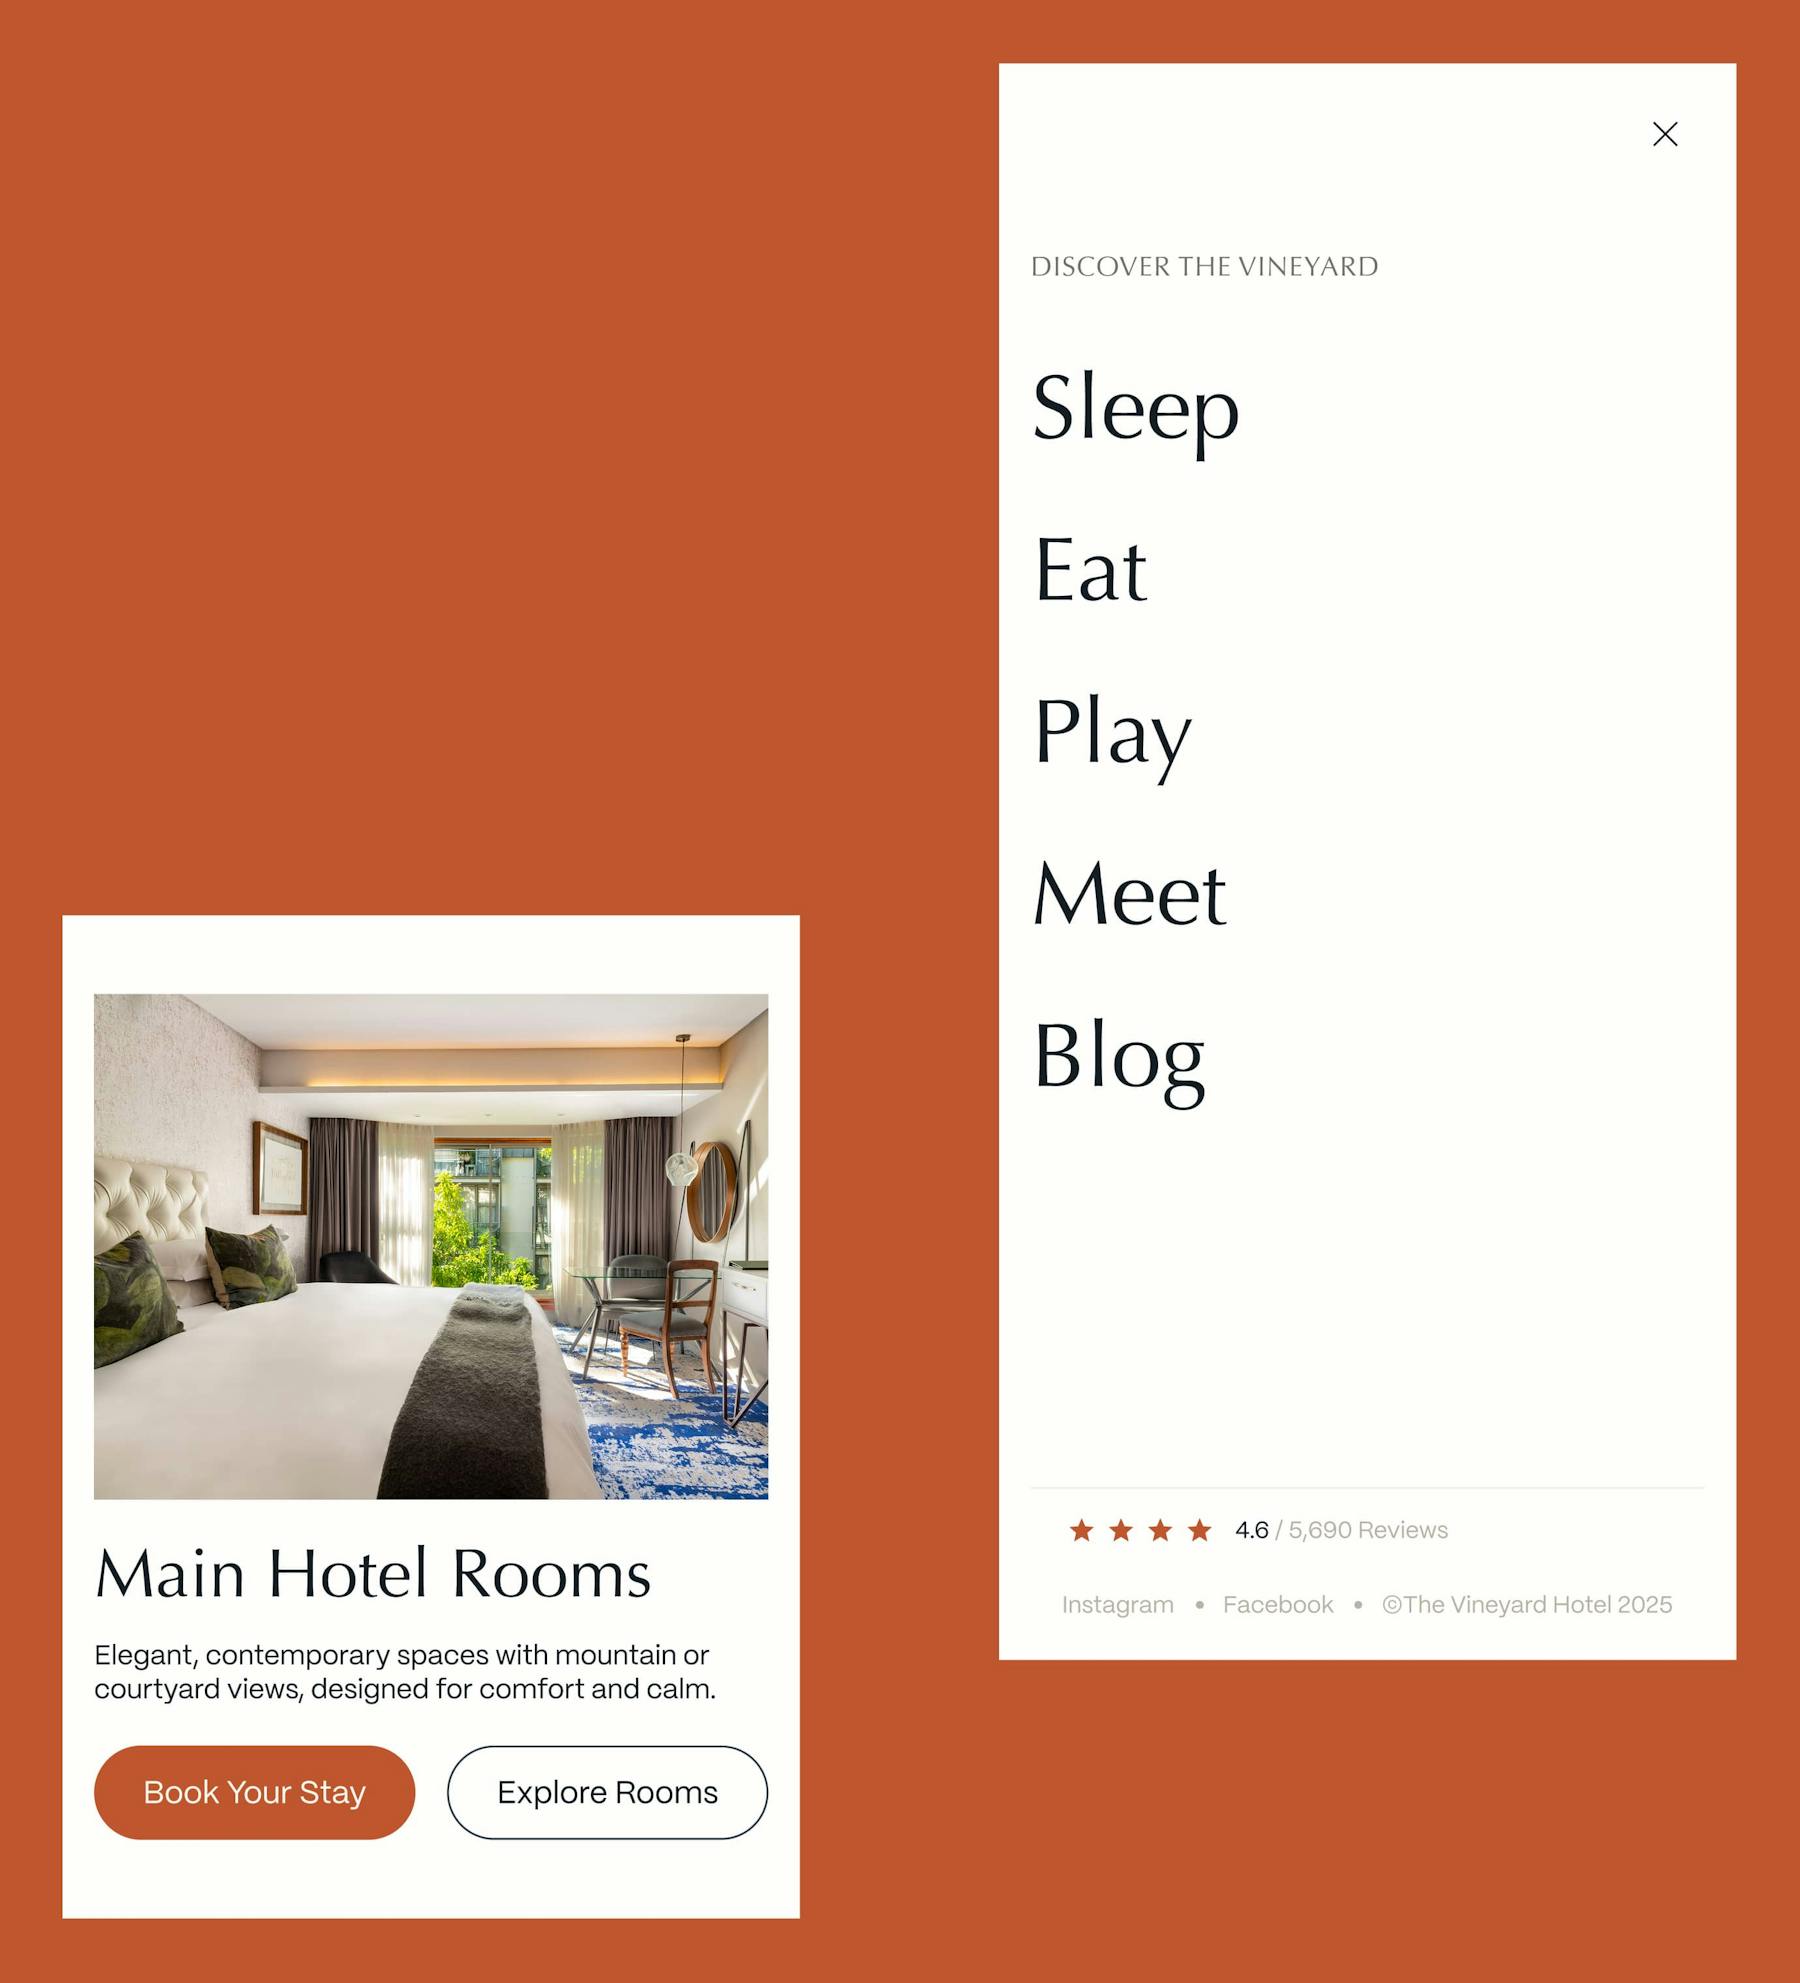 DISCOVER THE VINEYARD
Sleep
Eat
Play
Meet
Blog
4.6 / 5,690 Reviews
Instagram • Facebook • ©The Vineyard Hotel 2025
Main Hotel Rooms
Elegant, contemporary spaces with mountain or
courtyard views, designed for comfort and calm.
Book Your Stay
Explore Rooms